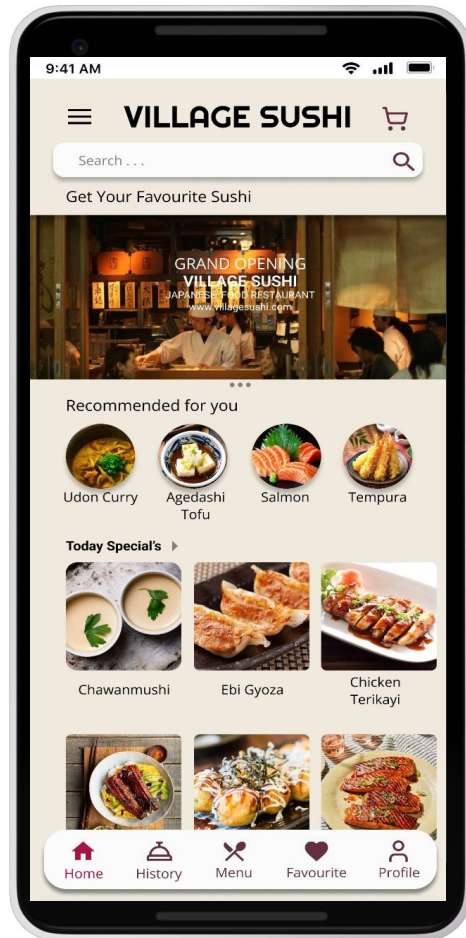 9:41 AM
VILLAGE SUSHI
Search . . .
Get Your Favourite Sushi
GRAND OPENING
VILLAGE SUSHI
JAPANESE FOOD RESTAURANT
www.villagesushi.com
Recommended for you
Udon Curry
Agedashi
Tofu
Salmon
Tempura
Today Special's
Chawanmushi
Ebi Gyoza
Chicken
Terikayi
Home
History
Menu
Favourite
Profile